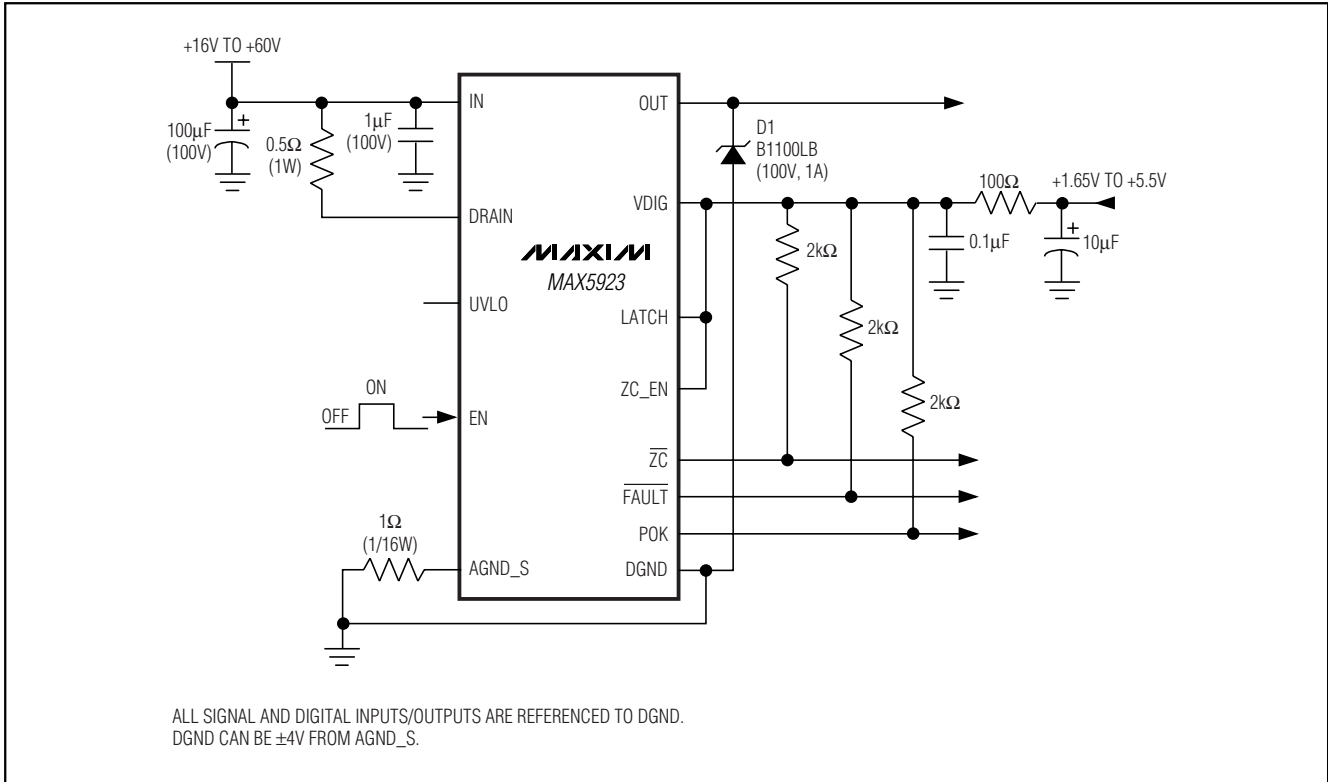 +16V TO +60V
100μF
(100V)
+
0.5Ω
(1W)
1μF
(100V)
IN
DRAIN
UVLO
ON
OFF
EN
1Ω
(1/16W)
AGND_S
MAXIM
MAX5923
OUT
VDIG
LATCH
ZC_EN
ZC
FAULT
POK
DGND
D1
B1100LB
(100V, 1A)
100Ω
+1.65V TO +5.5V
0.1μF
+
10μF
2kΩ
2kΩ
2kΩ
ALL SIGNAL AND DIGITAL INPUTS/OUTPUTS ARE REFERENCED TO DGND.
DGND CAN BE ±4V FROM AGND_S.